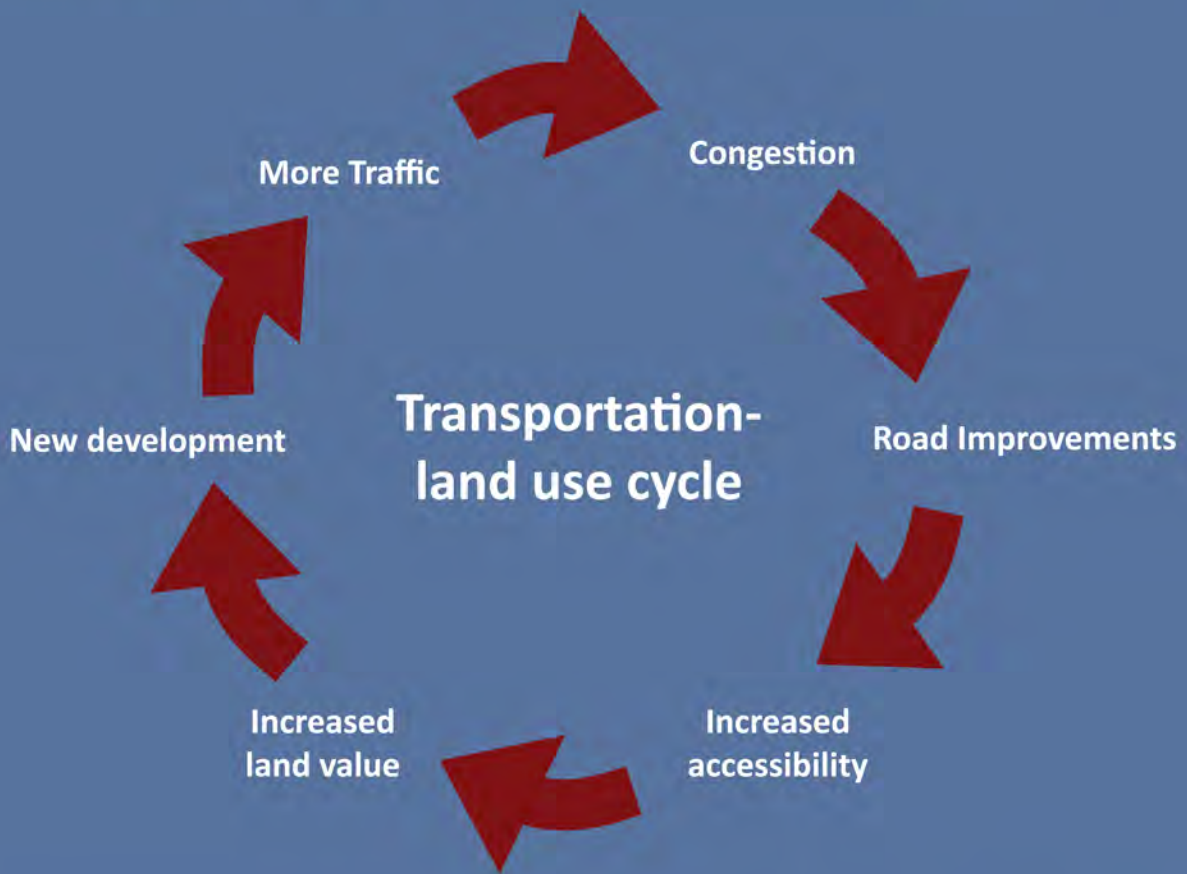 More Traffic
Congestion
Road Improvements
Increased
accessibility
Increased
land value
New development
Transportation-
land use cycle